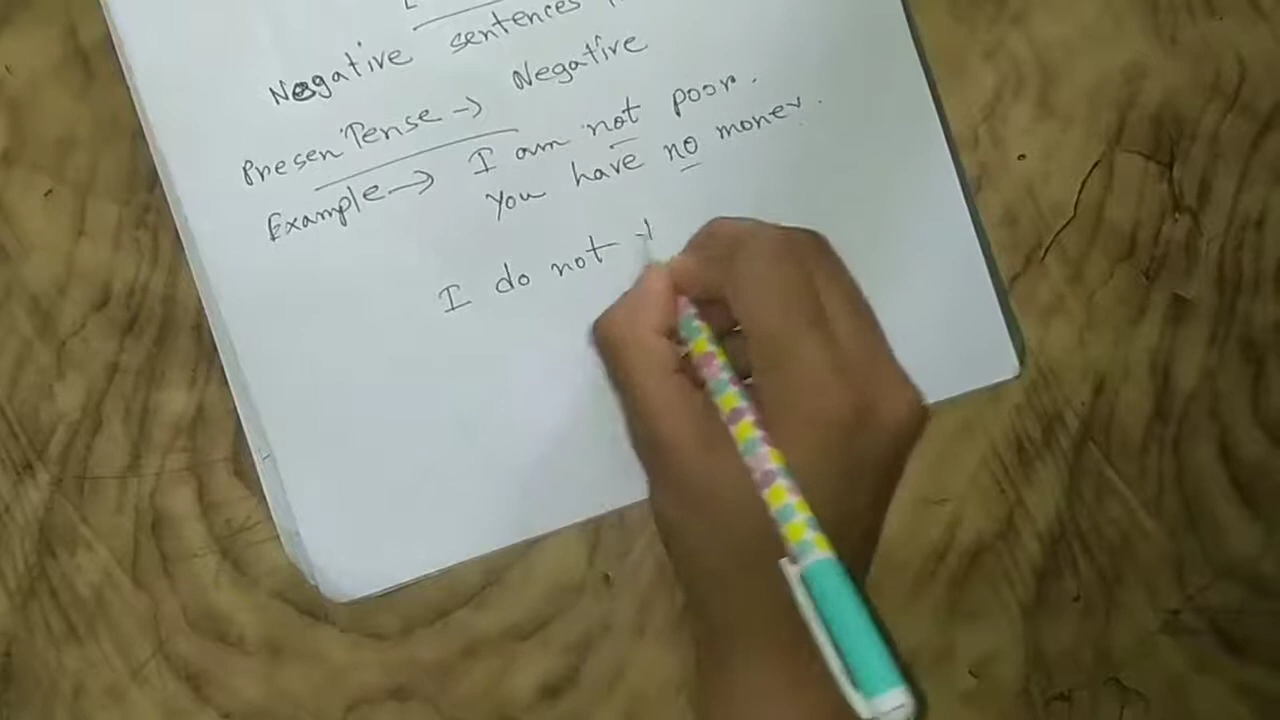 Negative sentences
Presen Tense → Negative
Example → I am not poor.
You have no money.
I do not